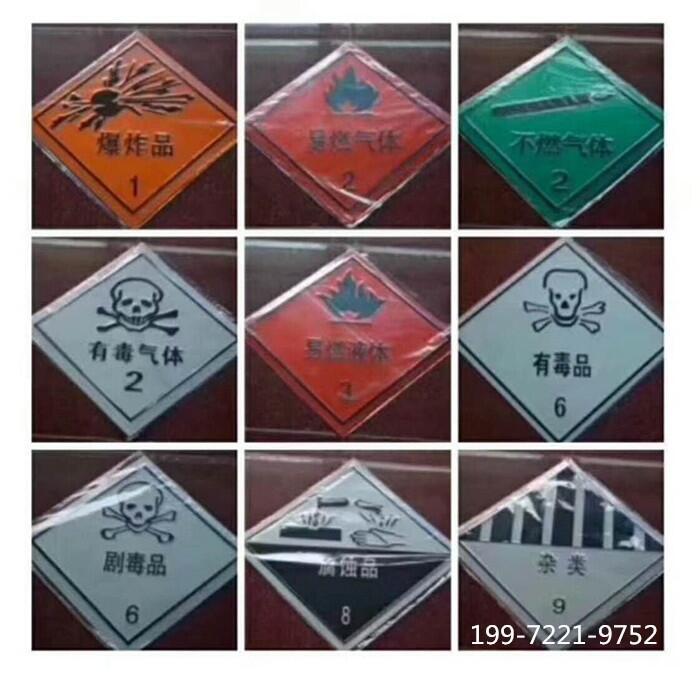 爆炸品
1
易燃气体
2
不燃气体
2
有毒气体
2
易燃液体
3
有毒品
6
剧毒品
6
腐蚀品
8
杂类
9
199-7221-9752